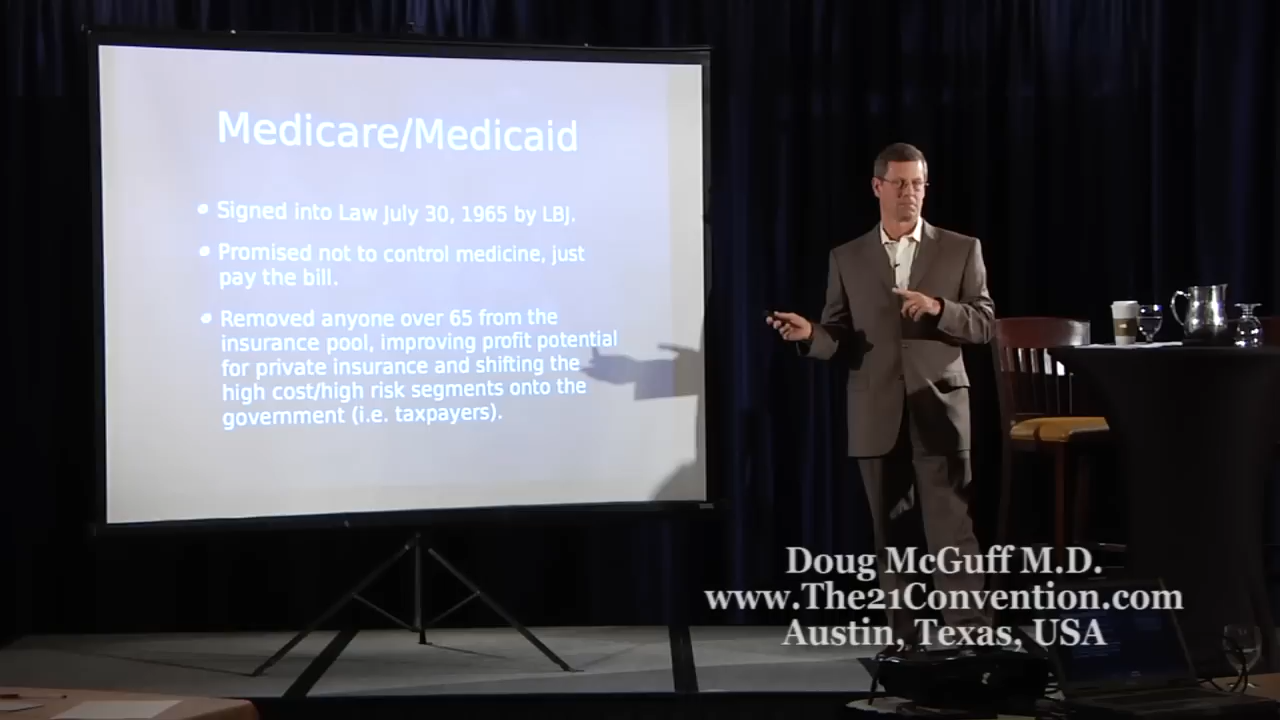 Medicare/Medicaid
• Signed into Law July 30, 1965 by LBJ.
• Promised not to control medicine, just
pay the bill.
• Removed anyone over 65 from the
insurance pool, improving profit potential
for private insurance and shifting the
high cost/high risk segments onto the
government (i.e. taxpayers).
Doug McGuff M.D.
www.The21Convention.com
Austin, Texas, USA